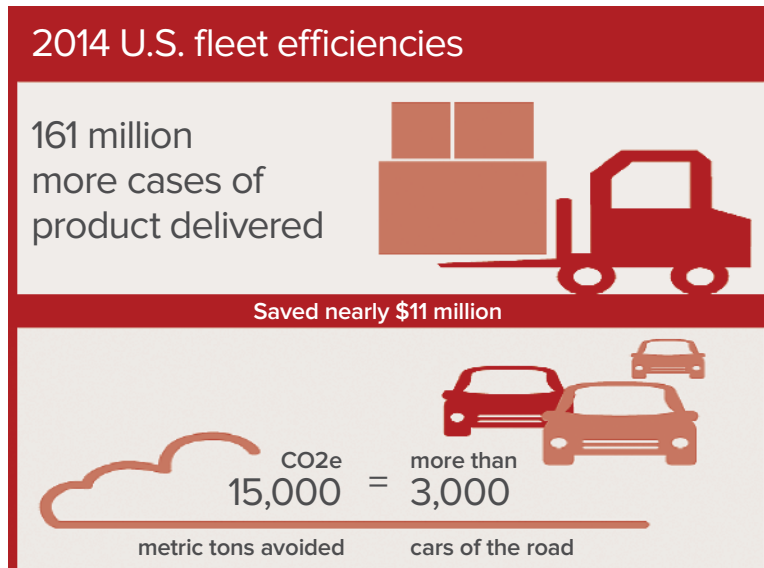 2014 U.S. fleet efficiencies
161 million
more cases of
product delivered
Saved nearly $11 million
CO2e
15,000
metric tons avoided
=
more than
3,000
cars of the road